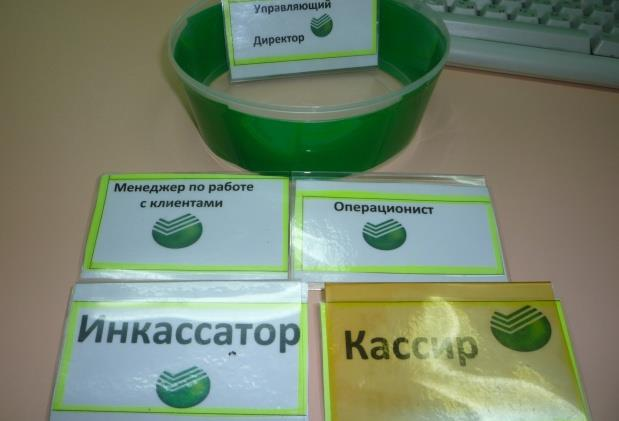 Управляющий
Директор
Менеджер по работе
с клиентами
Операционист
Инкассатор
Кассир